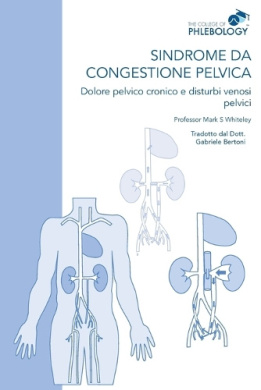 THE COLLEGE OF
PHLEBOLOGY
SINDROME DA
CONGESTIONE PELVICA
Dolore pelvico cronico e disturbi venosi
pelvici
Professor Mark S Whiteley
Tradotto dal Dott.
Gabriele Bertoni